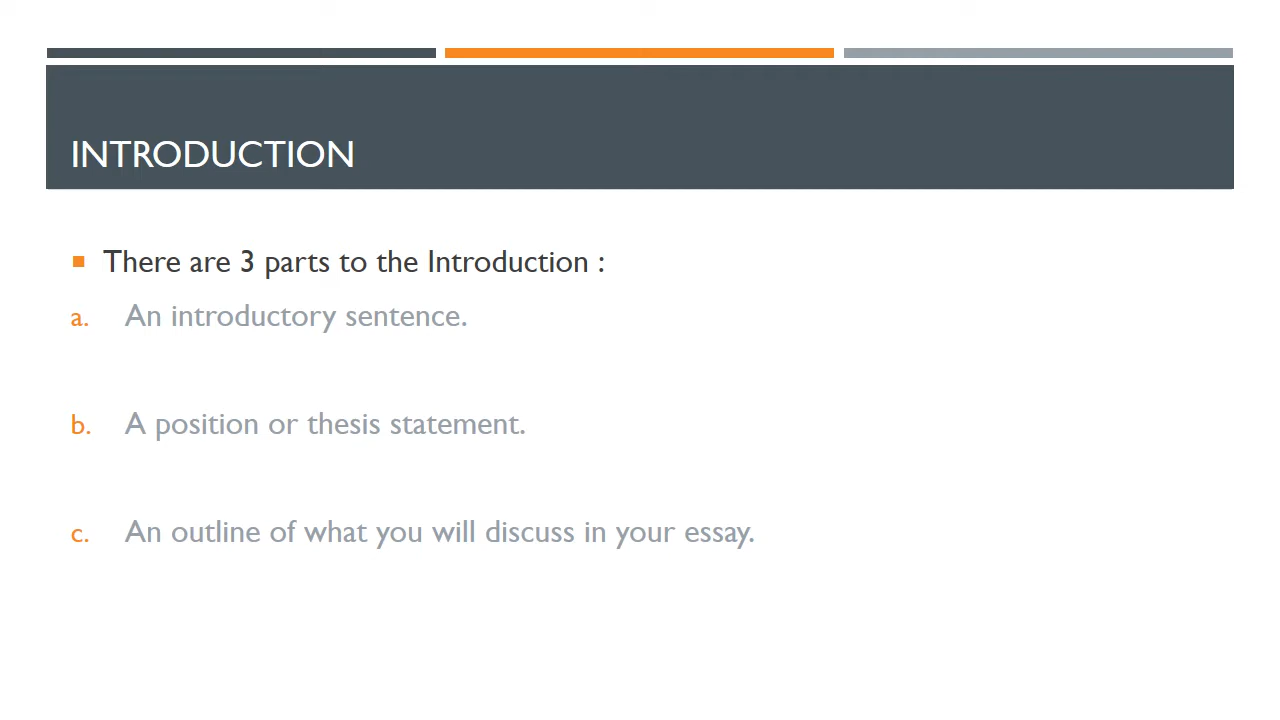 INTRODUCTION
There are 3 parts to the Introduction :
a. An introductory sentence.
b. A position or thesis statement.
c. An outline of what you will discuss in your essay.